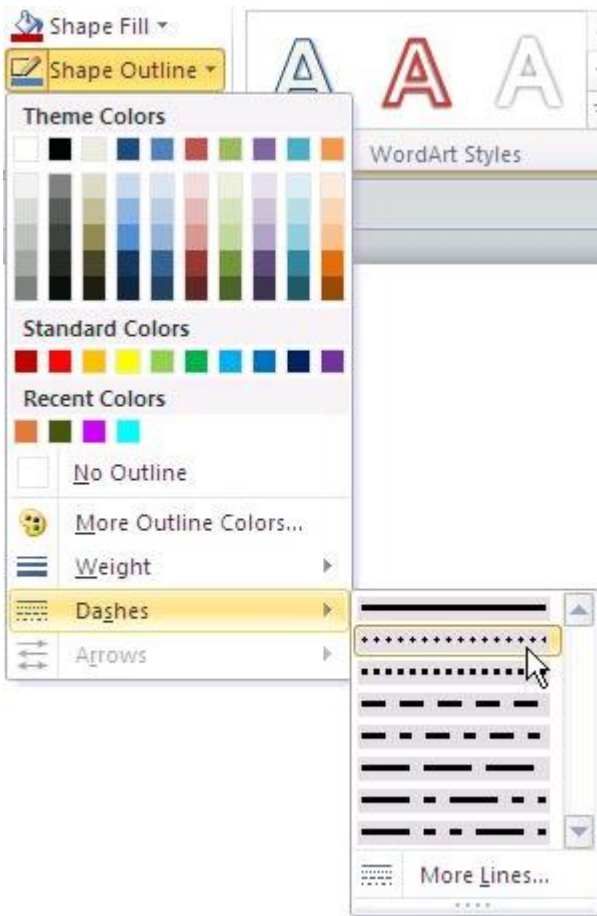 Shape Fill
Shape Outline
A A A
WordArt Styles
Theme Colors
Standard Colors
Recent Colors
No Outline
More Outline Colors...
Weight
Dashes
Arrows
More Lines...